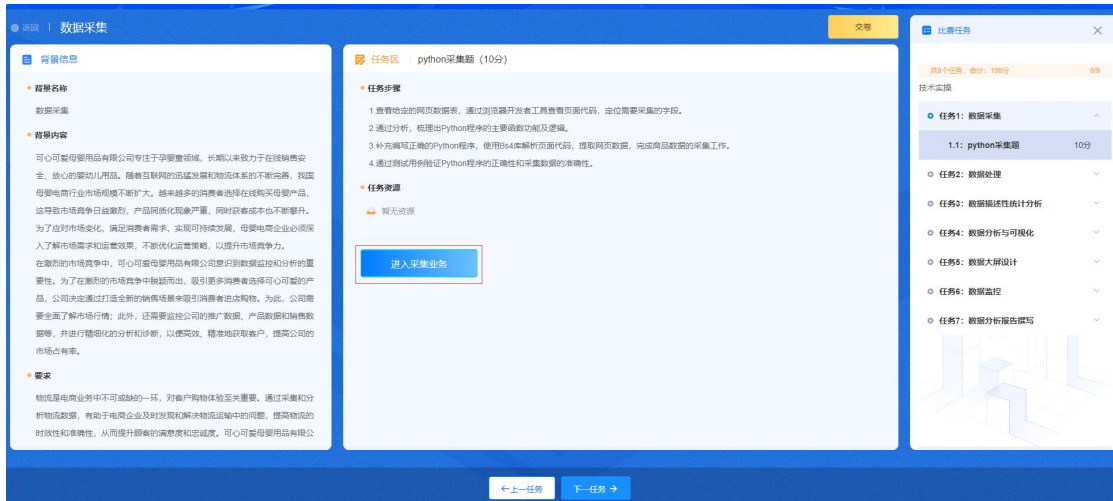 返回 | 数据采集
交卷
背景信息
背景名称
数据采集
背景内容
可心可爱母婴用品有限公司专注于孕婴童领域，长期以来致力于在线销售安
全、放心的婴幼儿用品。随着互联网的迅猛发展和物流体系的不断完善，我国
母婴电商行业市场规模不断扩大。越来越多的消费者选择在线购买母婴产品，
这导致市场竞争日益激烈，产品同质化现象严重，同时获客成本也不断攀升。
为了应对市场变化，满足消费者需求，实现可持续发展，母婴电商企业必须深
入了解市场需求和运营效果，不断优化运营策略，以提升市场竞争力。
在激烈的市场竞争中，可心可爱母婴用品有限公司意识到数据监控和分析的重
要性。为了在激烈的市场竞争中脱颖而出，吸引更多消费者选择可心可爱的产
品，公司决定通过打造全新的销售场景来吸引消费者进店购物。为此，公司需
要全面了解市场行情；此外，还需要监控公司的推广数据、产品数据和销售数
据等，并进行精细化的分析和诊断，以便高效、精准地获取客户，提高公司的
市场占有率。
要求
物流是电商业务中不可或缺的一环，对客户购物体验至关重要。通过采集和分
析物流数据，有助于电商企业及时发现和解决物流运输中的问题，提高物流的
时效性和准确性，从而提升顾客的满意度和忠诚度。可心可爱母婴用品有限公
任务区 | python采集题（10分）
任务步骤
1.查看给定的网页数据表，通过浏览器开发者工具查看页面代码，定位需要采集的字段。
2.通过分析，梳理出Python程序的主要函数功能及逻辑。
3.补充编写正确的Python程序，使用Bs4库解析页面代码，提取网页数据，完成商品数据的采集工作。
4.通过测试用例验证Python程序的正确性和采集数据的准确性。
任务资源
暂无资源
进入采集业务
比赛任务
共9个任务，合计：100分 0/9
技术实操
任务1：数据采集
1.1：python采集题 10分
任务2：数据处理
任务3：数据描述性统计分析
任务4：数据分析与可视化
任务5：数据大屏设计
任务6：数据监控
任务7：数据分析报告撰写
←上一任务
下一任务→